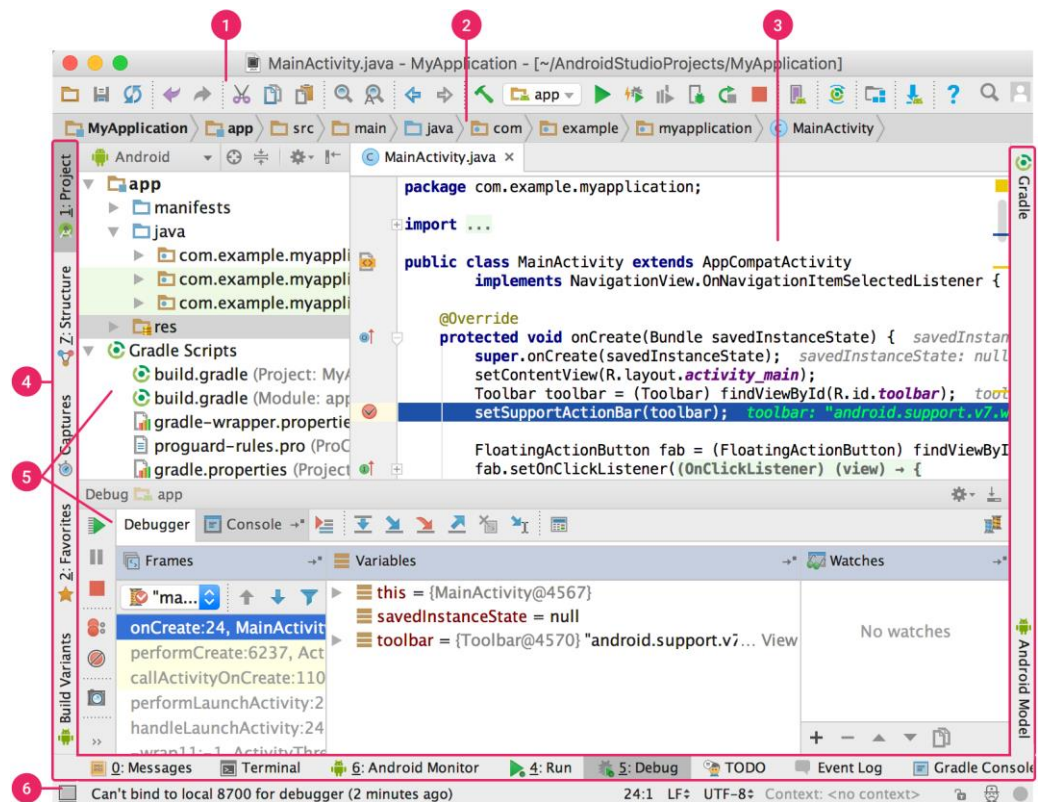 1
2
3
MainActivity.java - MyApplication - [~/AndroidStudioProjects/MyApplication]
app
?
MyApplication
app
src
main
java
com
example
myapplication
C MainActivity
1: Project
Android
C MainActivity.java ×
Gradle
app
manifests
java
com.example.myappli
com.example.myappli
com.example.myappli
res
Gradle Scripts
build.gradle (Project: My
build.gradle (Module: app
gradle-wrapper.propertie
proguard-rules.pro (ProC
gradle.properties (Project
package com.example.myapplication;
import ...
public class MainActivity extends AppCompatActivity
implements NavigationView.OnNavigationItemSelectedListener {
@Override
protected void onCreate(Bundle savedInstanceState) { savedInstan
super.onCreate(savedInstanceState); savedInstanceState: null
setContentView(R.layout.activity_main);
Toolbar toolbar = (Toolbar) findViewById(R.id.toolbar); tool
setSupportActionBar(toolbar); toolbar: "android.support.v7.w
FloatingActionButton fab = (FloatingActionButton) findViewByI
fab.setOnClickListener((OnClickListener) (view) → {
Z: Structure
4
Captures
5
2: Favorites
Build Variants
Debug app
Debugger
Console
Frames
Variables
Watches
"ma...
onCreate:24, MainActivit
performCreate:6237, Act
callActivityOnCreate:110
performLaunchActivity:2
handleLaunchActivity:24
-wrap11:-1, ActivityThre
this = {MainActivity@4567}
savedInstanceState = null
toolbar = {Toolbar@4570} "android.support.v7... View
No watches
Android Model
0: Messages
Terminal
6: Android Monitor
4: Run
5: Debug
TODO
Event Log
Gradle Console
6
Can't bind to local 8700 for debugger (2 minutes ago)
24:1 LF÷ UTF-8÷ Context: <no context>